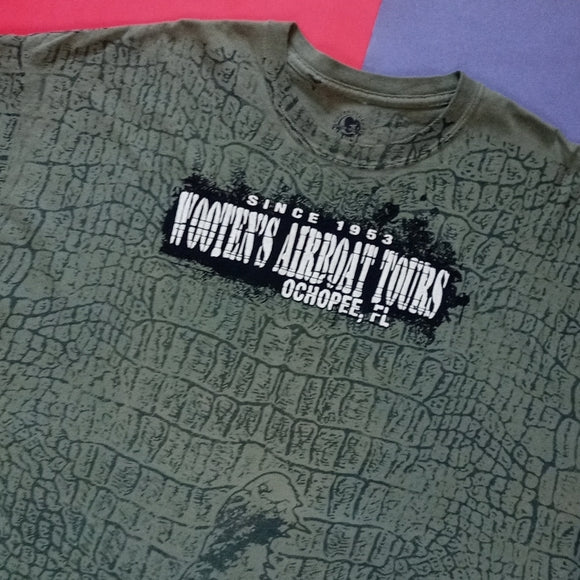 SINCE 1953
WOOTEN'S AIRBOAT TOURS
OCHOPEE, FL